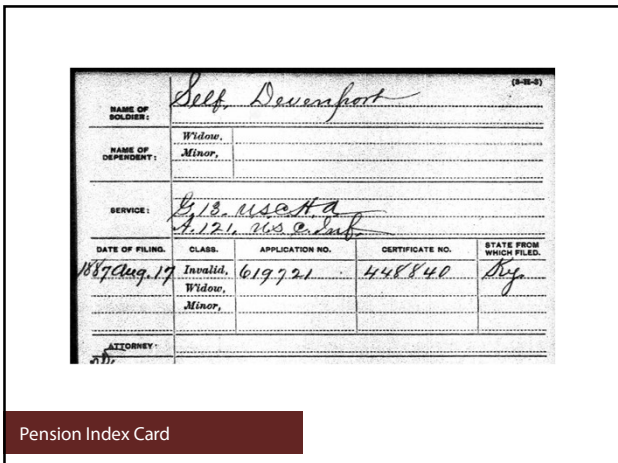 (3-111-3)
NAME OF SOLDIER: Self, Devenport
NAME OF DEPENDENT: Widow,
Minor,
SERVICE: G. 13. U S C H. A
A. 121. U S C. Inf.
DATE OF FILING. CLASS. APPLICATION NO. CERTIFICATE NO. STATE FROM WHICH FILED.
1887 Aug. 17 Invalid, 619721 448840 Ky.
Widow,
Minor,
ATTORNEY:
Pension Index Card